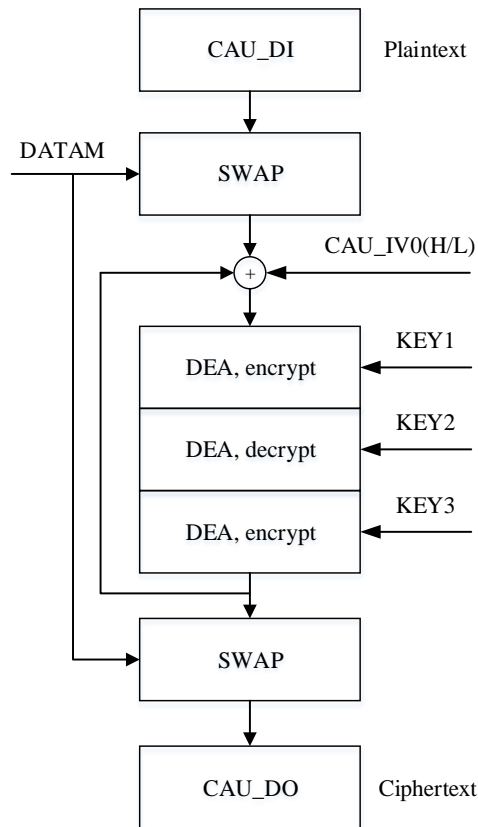 CAU_DI Plaintext
DATAM
SWAP
CAU_IV0(H/L)
+
KEY1
DEA, encrypt
KEY2
DEA, decrypt
KEY3
DEA, encrypt
SWAP
CAU_DO Ciphertext